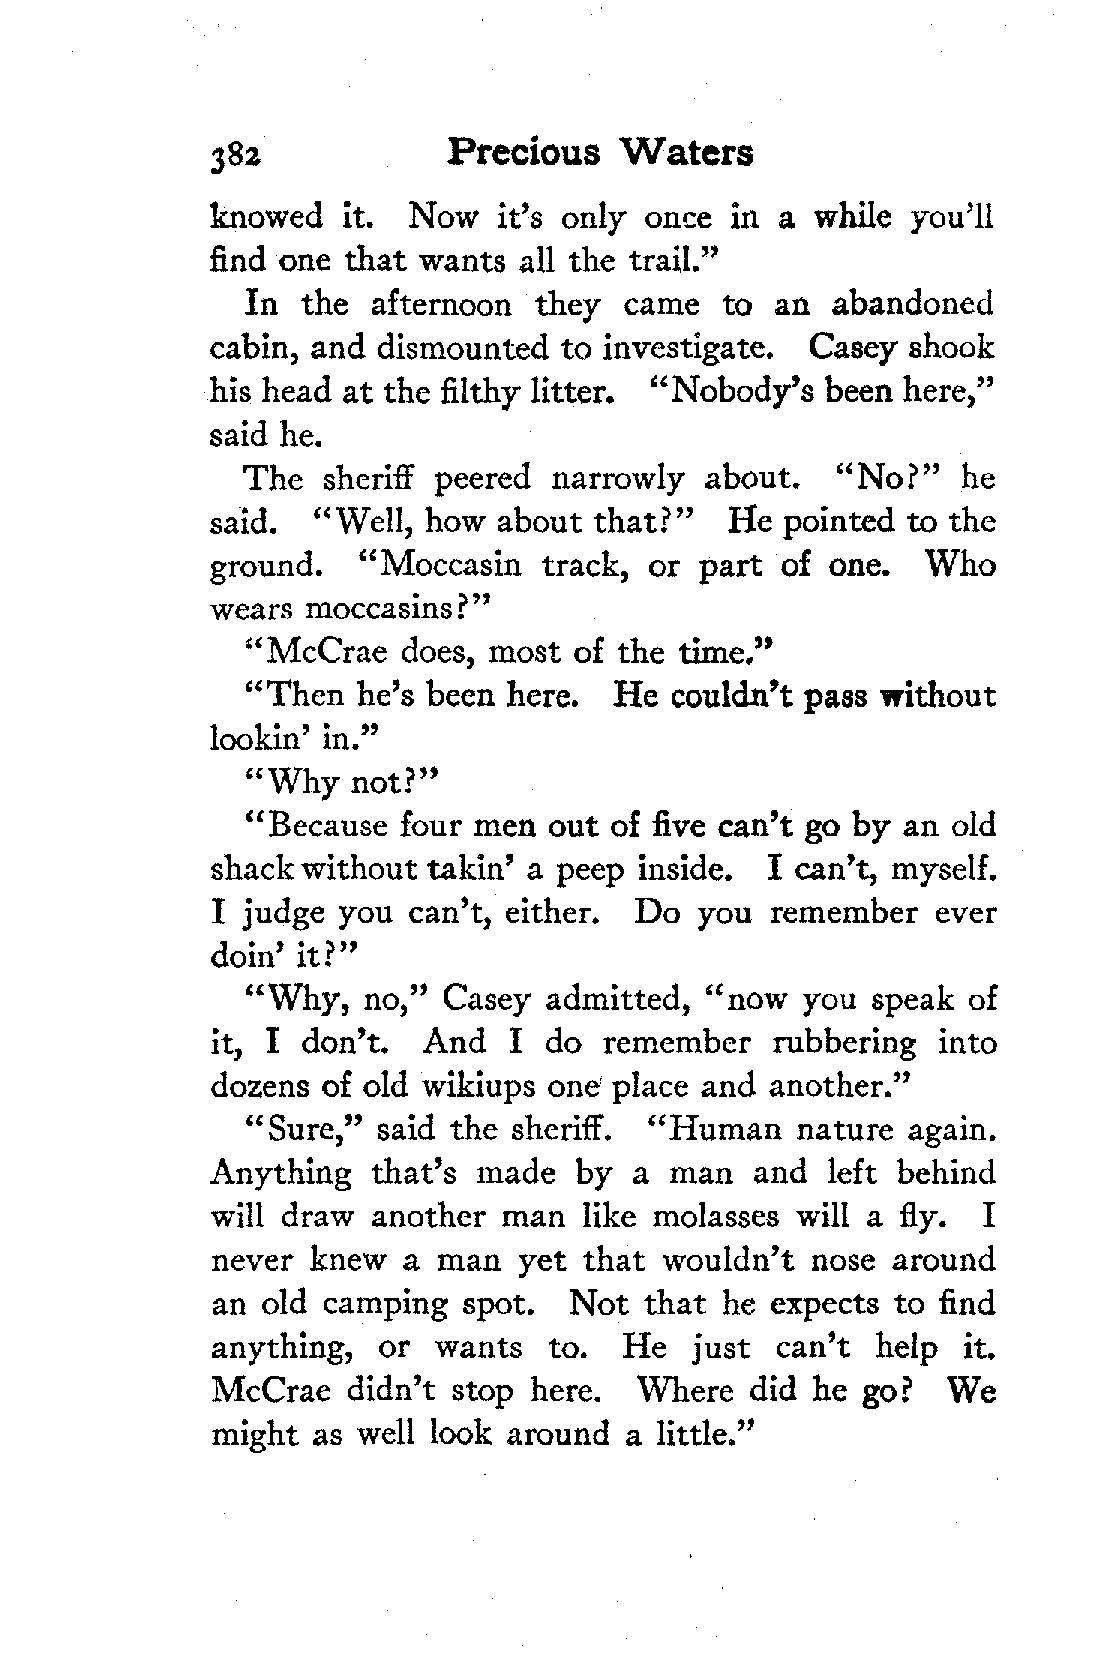 382 Precious Waters
knowed it. Now it's only once in a while you'll
find one that wants all the trail."
In the afternoon they came to an abandoned
cabin, and dismounted to investigate. Casey shook
his head at the filthy litter. "Nobody's been here,"
said he.
The sheriff peered narrowly about. "No?" he
said. "Well, how about that?" He pointed to the
ground. "Moccasin track, or part of one. Who
wears moccasins?"
"McCrae does, most of the time."
"Then he's been here. He couldn't pass without
lookin' in."
"Why not?"
"Because four men out of five can't go by an old
shack without takin' a peep inside. I can't, myself.
I judge you can't, either. Do you remember ever
doin' it?"
"Why, no," Casey admitted, "now you speak of
it, I don't. And I do remember rubbering into
dozens of old wikiups one place and another."
"Sure," said the sheriff. "Human nature again.
Anything that's made by a man and left behind
will draw another man like molasses will a fly. I
never knew a man yet that wouldn't nose around
an old camping spot. Not that he expects to find
anything, or wants to. He just can't help it.
McCrae didn't stop here. Where did he go? We
might as well look around a little."